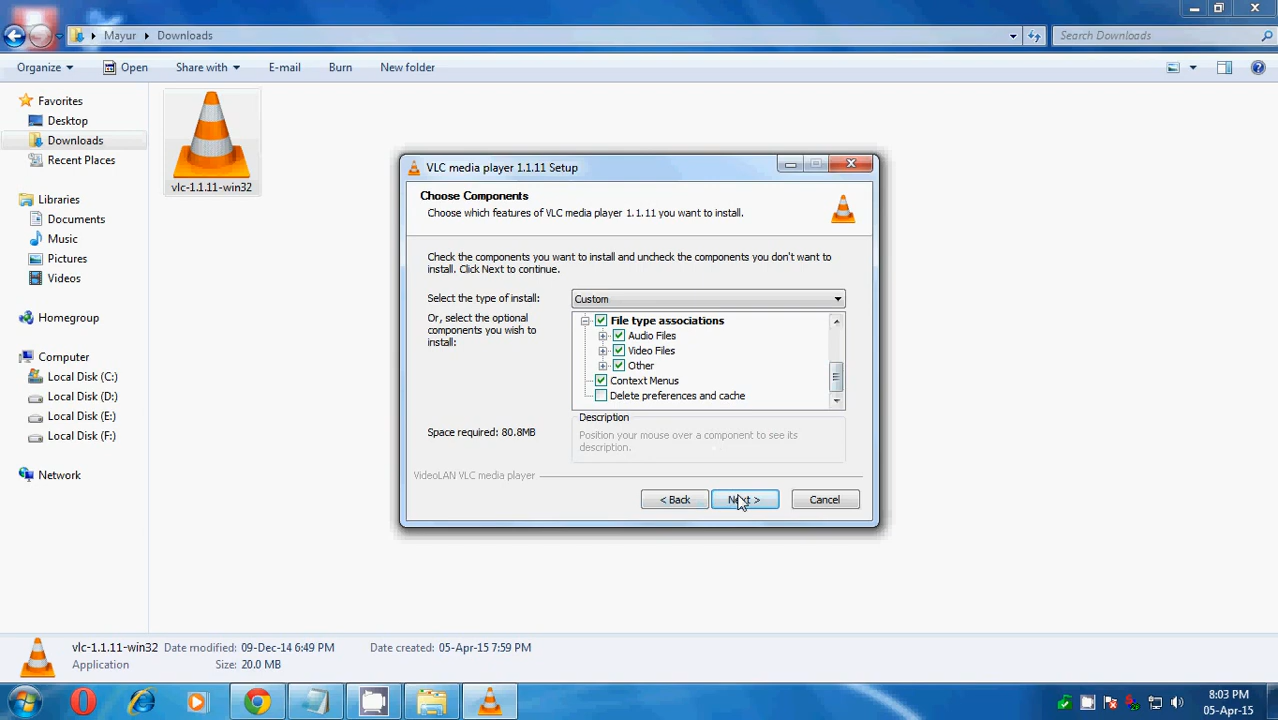 Mayur
Downloads
Search Downloads
Organize
Open
Share with
E-mail
Burn
New folder
Favorites
Desktop
Downloads
Recent Places
Libraries
Documents
Music
Pictures
Videos
Homegroup
Computer
Local Disk (C:)
Local Disk (D:)
Local Disk (E:)
Local Disk (F:)
Network
vlc-1.1.11-win32
VLC media player 1.1.11 Setup
Choose Components
Choose which features of VLC media player 1.1.11 you want to install.
Check the components you want to install and uncheck the components you don't want to
install. Click Next to continue.
Select the type of install:
Custom
Or, select the optional
components you wish to
install:
File type associations
Audio Files
Video Files
Other
Context Menus
Delete preferences and cache
Space required: 80.8MB
Description
Position your mouse over a component to see its
description.
VideoLAN VLC media player
< Back
Next >
Cancel
vlc-1.1.11-win32 Date modified: 09-Dec-14 6:49 PM Date created: 05-Apr-15 7:59 PM
Application Size: 20.0 MB
8:03 PM
05-Apr-15